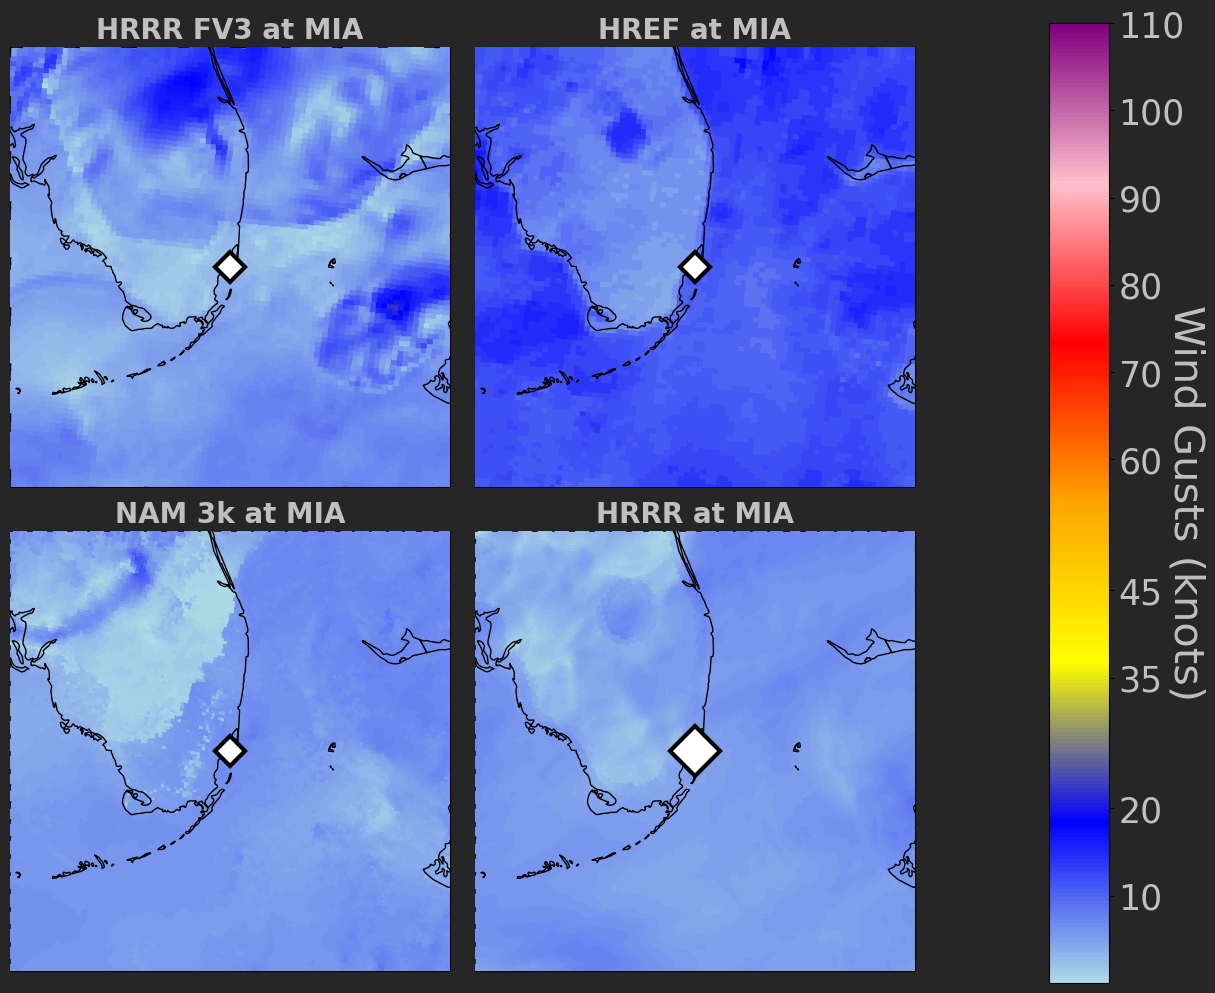 HRRR FV3 at MIA
HREF at MIA
NAM 3k at MIA
HRRR at MIA
110
100
90
80
70
60
45
35
20
10
Wind Gusts (knots)